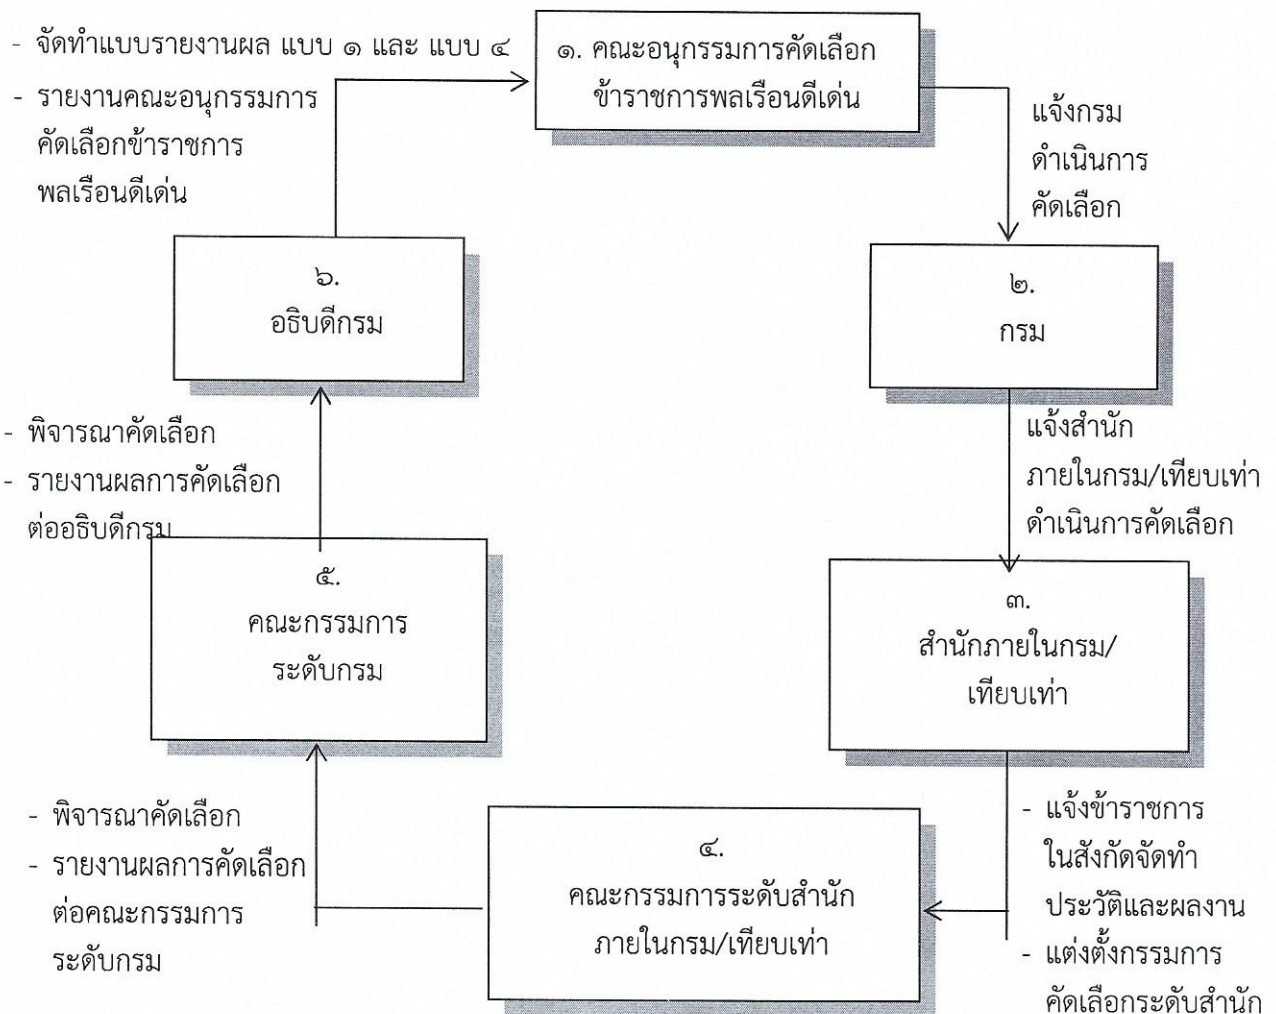 - จัดทำแบบรายงานผล แบบ ๑ และ แบบ ๔
- รายงานคณะอนุกรรมการ
คัดเลือกข้าราชการ
พลเรือนดีเด่น
๑. คณะอนุกรรมการคัดเลือก
ข้าราชการพลเรือนดีเด่น
แจ้งกรม
ดำเนินการ
คัดเลือก
๒.
กรม
แจ้งสำนัก
ภายในกรม/เทียบเท่า
ดำเนินการคัดเลือก
๓.
สำนักภายในกรม/
เทียบเท่า
- แจ้งข้าราชการ
ในสังกัดจัดทำ
ประวัติและผลงาน
- แต่งตั้งกรรมการ
คัดเลือกระดับสำนัก
๔.
คณะกรรมการระดับสำนัก
ภายในกรม/เทียบเท่า
- พิจารณาคัดเลือก
- รายงานผลการคัดเลือก
ต่อคณะกรรมการ
ระดับกรม
๕.
คณะกรรมการ
ระดับกรม
- พิจารณาคัดเลือก
- รายงานผลการคัดเลือก
ต่ออธิบดีกรม
๖.
อธิบดีกรม